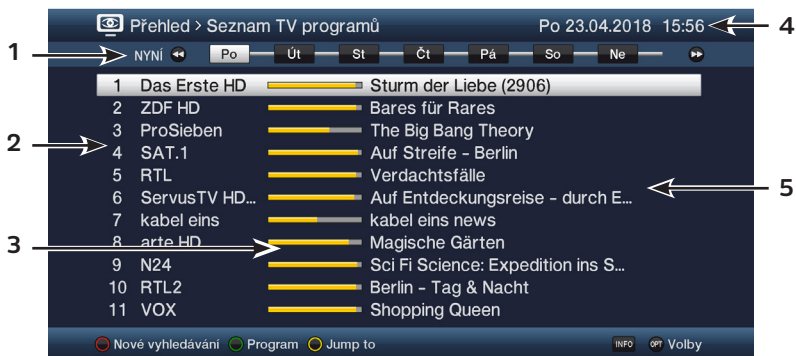 Přehled > Seznam TV programů Po 23.04.2018 15:56 4
1 NYNÍ Po Út St Čt Pá So Ne
1 Das Erste HD Sturm der Liebe (2906)
2 ZDF HD Bares für Rares
3 ProSieben The Big Bang Theory
2 4 SAT.1 Auf Streife - Berlin
5 RTL Verdachtsfälle
6 ServusTV HD... Auf Entdeckungsreise - durch E... 5
7 kabel eins kabel eins news
3 8 arte HD Magische Gärten
9 N24 Sci Fi Science: Expedition ins S...
10 RTL2 Berlin - Tag & Nacht
11 VOX Shopping Queen
Nové vyhledávání Program Jump to INFO OPT Volby